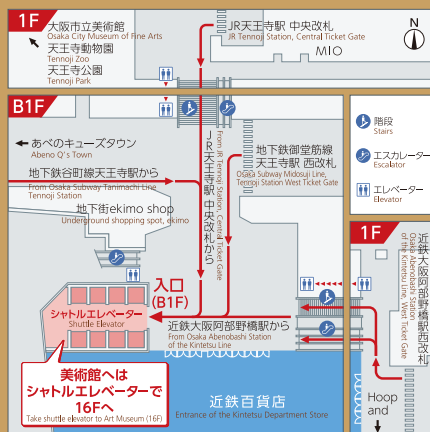 1F
大阪市立美術館
Osaka City Museum of Fine Arts
天王寺動物園
Tennoji Zoo
天王寺公園
Tennoji Park
JR天王寺駅 中央改札
JR Tennoji Station, Central Ticket Gate
MIO
N
B1F
あべのキューズタウン
Abeno Q's Town
地下鉄谷町線天王寺駅から
From Osaka Subway Tanimachi Line
Tennoji Station
地下街ekimo shop
Underground shopping spot, ekimo
JR天王寺駅 中央改札から
From JR Tennoji Station, Central Ticket Gate
地下鉄御堂筋線
天王寺駅 西改札
Osaka Subway Midosuji Line,
Tennoji Station West Ticket Gate
階段
Stairs
エスカレーター
Escalator
エレベーター
Elevator
入口
(B1F)
シャトルエレベーター
Shuttle Elevator
近鉄大阪阿部野橋駅から
From Osaka Abenobashi Station
of the Kintetsu Line
美術館へは
シャトルエレベーターで
16Fへ
Take shuttle elevator to Art Museum (16F)
近鉄百貨店
Entrance of the Kintetsu Department Store
1F
近鉄大阪阿部野橋駅西改札
Osaka Abenobashi Station
of the Kintetsu Line, West Ticket Gate
Hoop
and